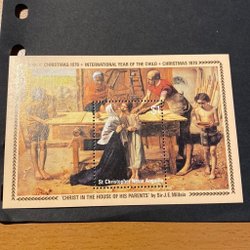 CHRISTMAS 1979 • INTERNATIONAL YEAR OF THE CHILD • CHRISTMAS 1979
St Christopher Nevis Anguilla
'CHRIST IN THE HOUSE OF HIS PARENTS' by Sir J.E. Millais